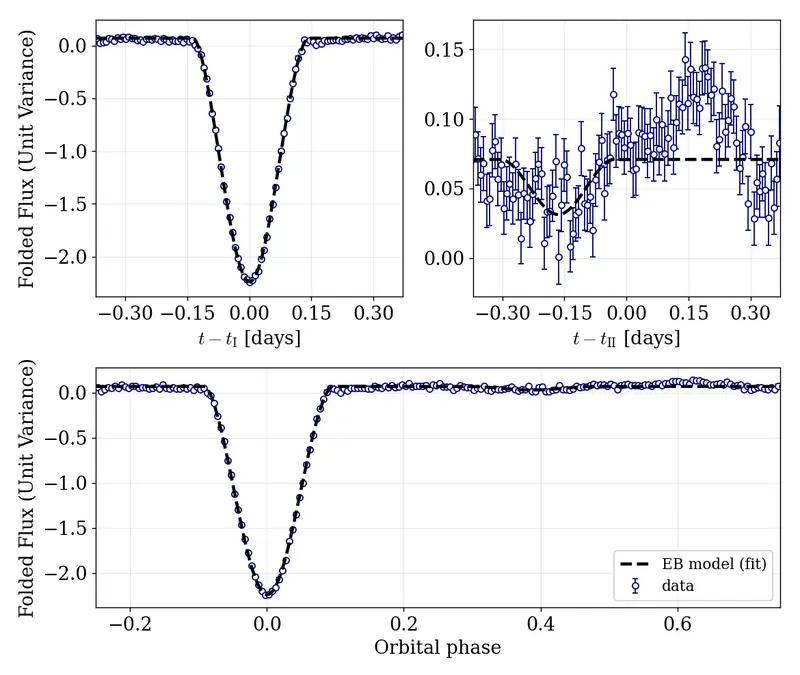 Folded Flux (Unit Variance)
0.0
−0.5
−1.0
−1.5
−2.0
−0.30 −0.15 0.00 0.15 0.30
t − tI [days]
0.15
0.10
0.05
0.00
−0.30 −0.15 0.00 0.15 0.30
t − tII [days]
Folded Flux (Unit Variance)
0.0
−0.5
−1.0
−1.5
−2.0
−0.2 0.0 0.2 0.4 0.6
Orbital phase
EB model (fit)
data